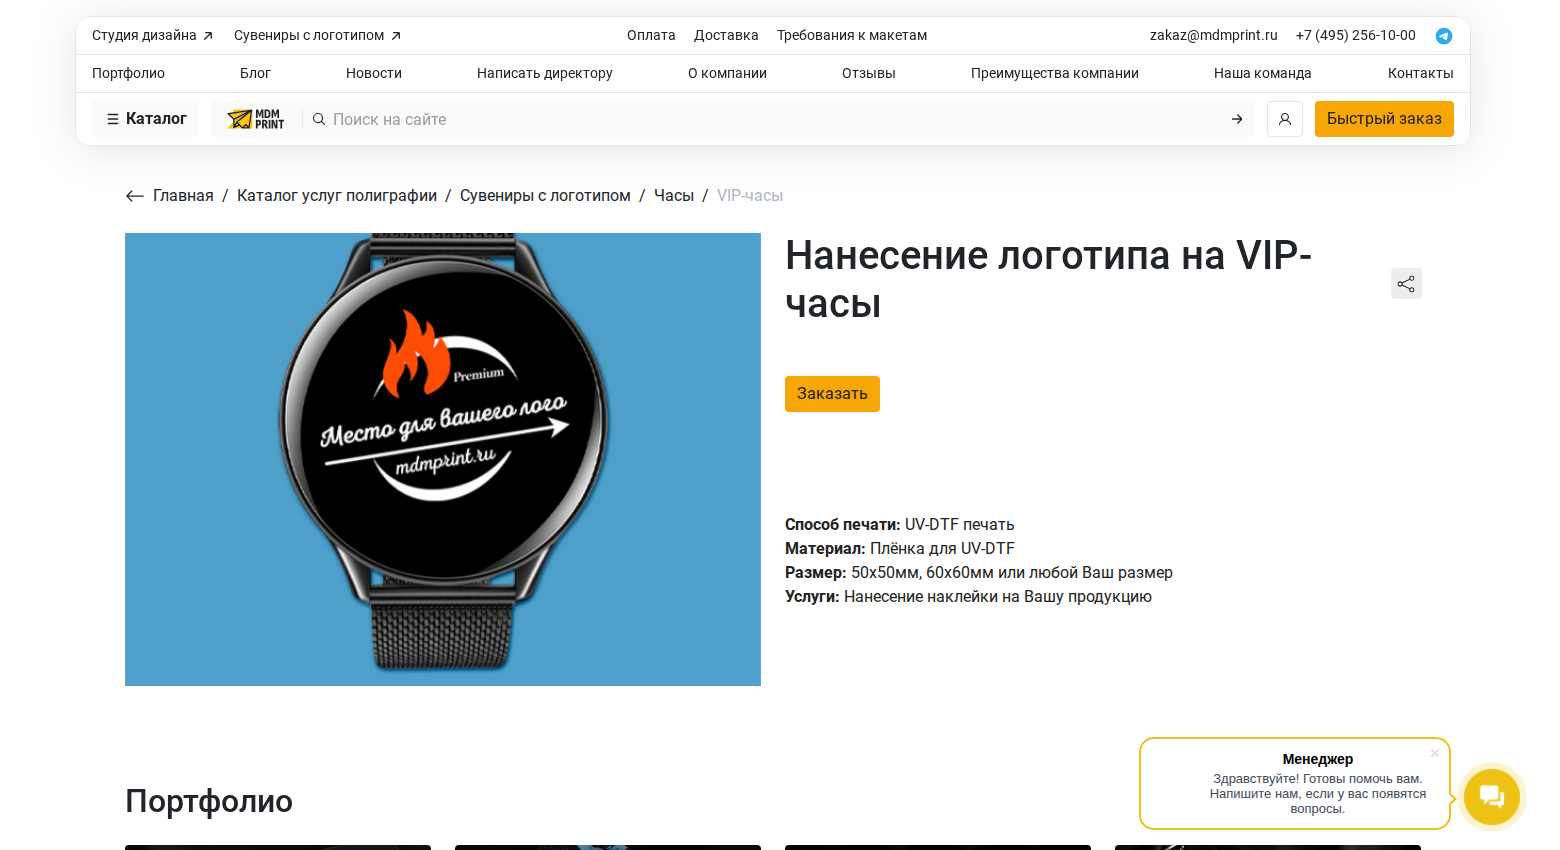 Студия дизайна
Сувениры с логотипом
Оплата
Доставка
Требования к макетам
zakaz@mdmprint.ru
+7 (495) 256-10-00
Портфолио
Блог
Новости
Написать директору
О компании
Отзывы
Преимущества компании
Наша команда
Контакты
Каталог
MDM
PRINT
Поиск на сайте
Быстрый заказ
Главная / Каталог услуг полиграфии / Сувениры с логотипом / Часы / VIP-часы
Premium
Место для вашего лого
mdmprint.ru
Нанесение логотипа на VIP-
часы
Заказать
Способ печати: UV-DTF печать
Материал: Плёнка для UV-DTF
Размер: 50х50мм, 60х60мм или любой Ваш размер
Услуги: Нанесение наклейки на Вашу продукцию
Портфолио
Менеджер
Здравствуйте! Готовы помочь вам.
Напишите нам, если у вас появятся
вопросы.